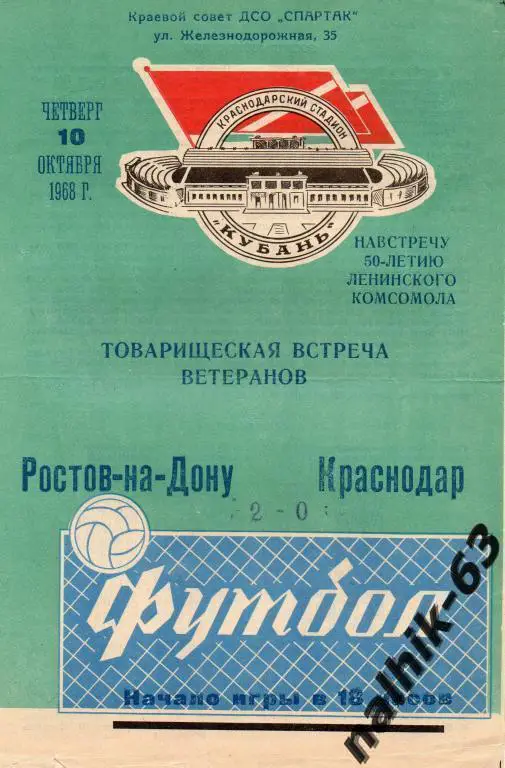 Краевой совет ДСО „СПАРТАК"
ул. Железнодорожная, 35
ЧЕТВЕРГ
10
ОКТЯБРЯ
1968 Г.
КРАСНОДАРСКИЙ СТАДИОН
„КУБАНЬ"
НАВСТРЕЧУ
50-ЛЕТИЮ
ЛЕНИНСКОГО
КОМСОМОЛА
ТОВАРИЩЕСКАЯ ВСТРЕЧА
ВЕТЕРАНОВ
Ростов-на-Дону Краснодар
2-0
Футбол
Начало игры в 18 часов
nalhik-63